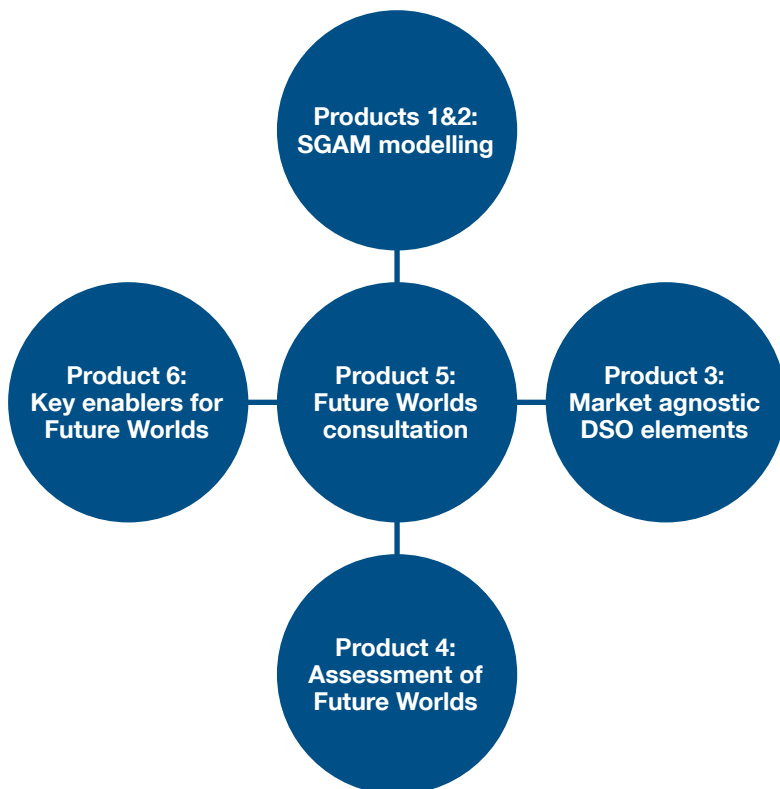 Products 1&2:
SGAM modelling
Product 6:
Key enablers for
Future Worlds
Product 5:
Future Worlds
consultation
Product 3:
Market agnostic
DSO elements
Product 4:
Assessment of
Future Worlds